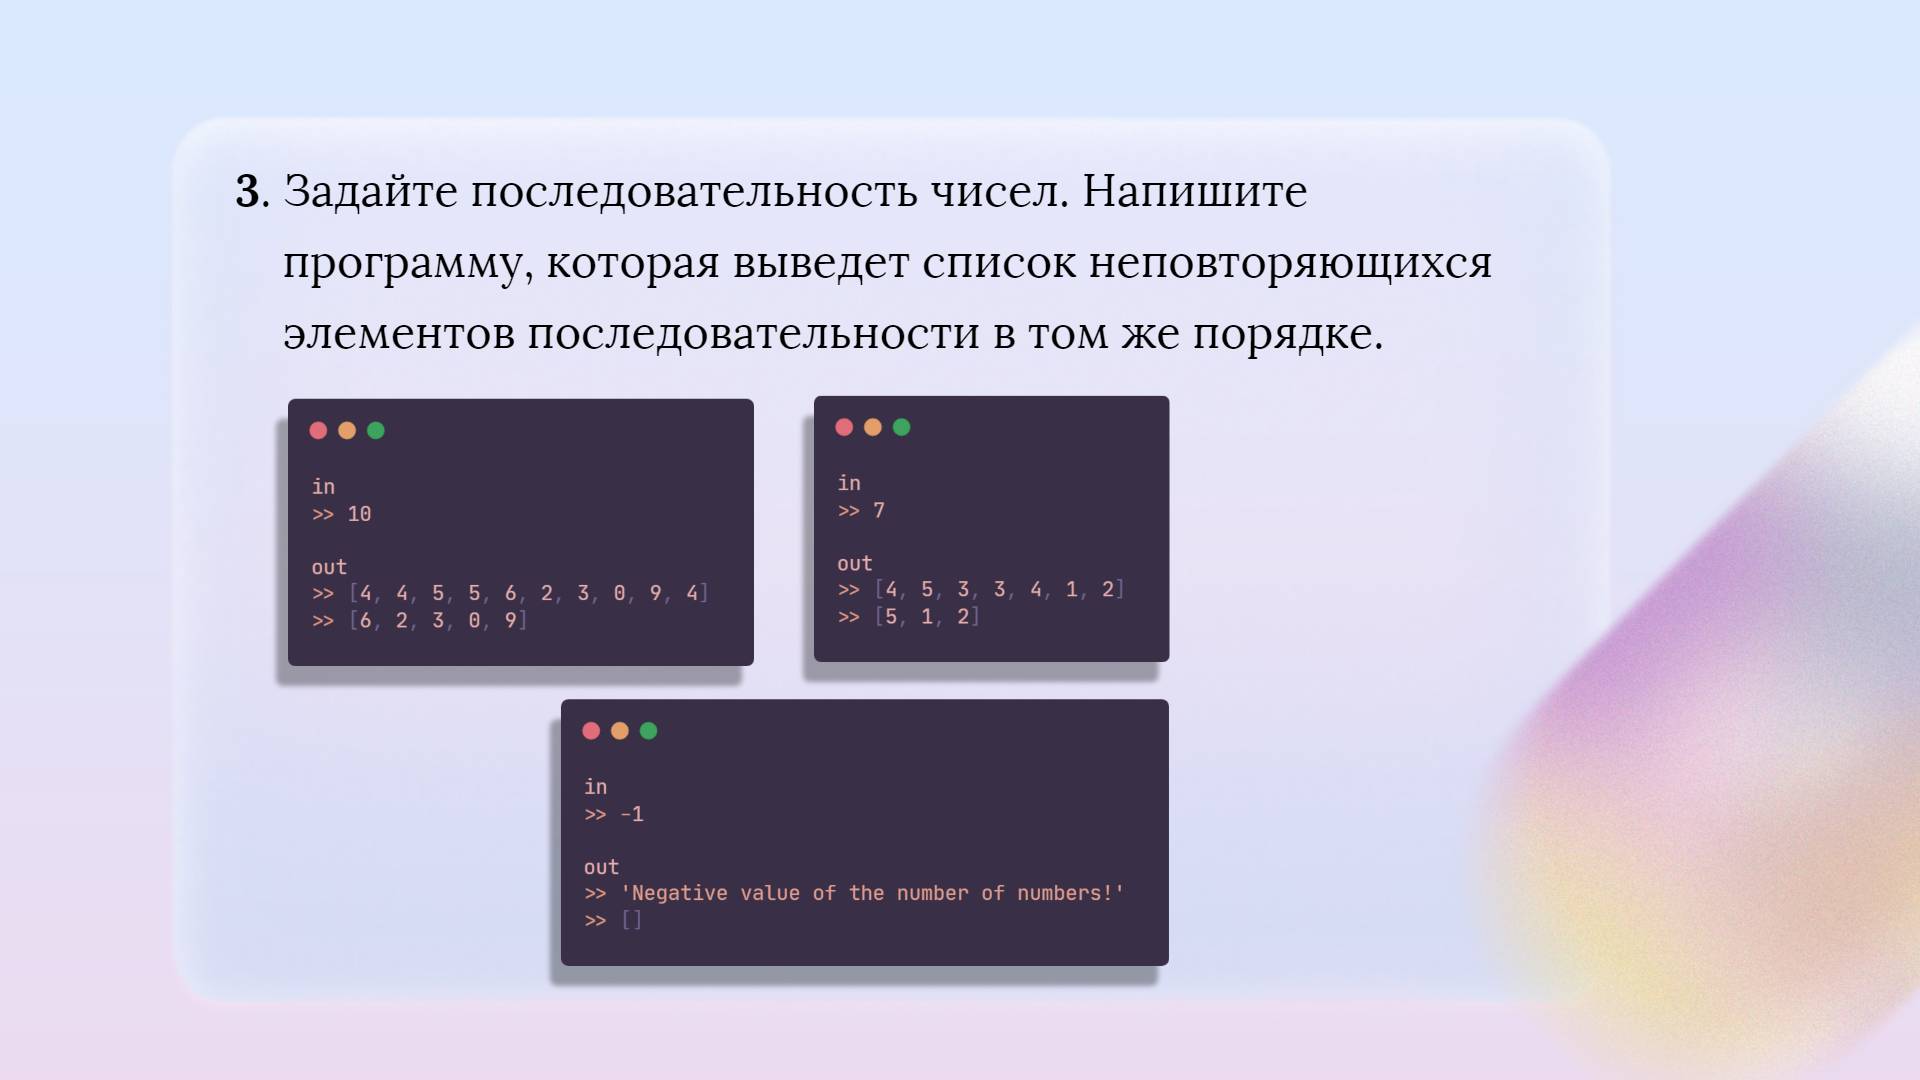 3. Задайте последовательность чисел. Напишите
программу, которая выведет список неповторяющихся
элементов последовательности в том же порядке.
in
>> 10
out
>> [4, 4, 5, 5, 6, 2, 3, 0, 9, 4]
>> [6, 2, 3, 0, 9]
in
>> 7
out
>> [4, 5, 3, 3, 4, 1, 2]
>> [5, 1, 2]
in
>> -1
out
>> 'Negative value of the number of numbers!'
>> []